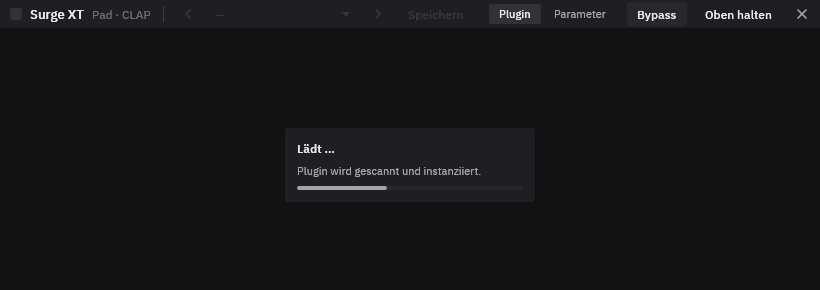 Surge XT Pad · CLAP — Speichern Plugin Parameter Bypass Oben halten
Lädt ...
Plugin wird gescannt und instanziiert.